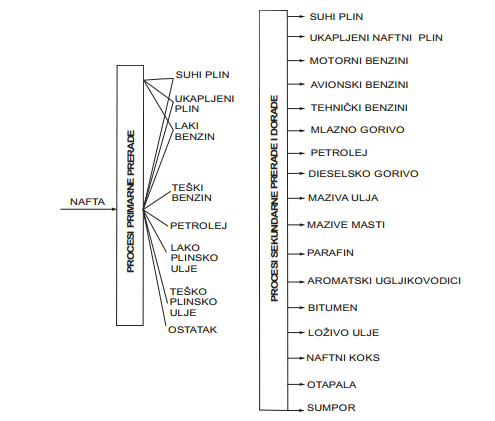 NAFTA
PROCESI PRIMARNE PRERADE
SUHI PLIN
UKAPLJENI
PLIN
LAKI
BENZIN
TEŠKI
BENZIN
PETROLEJ
LAKO
PLINSKO
ULJE
TEŠKO
PLINSKO
ULJE
OSTATAK
PROCESI SEKUNDARNE PRERADE I DORADE
SUHI PLIN
UKAPLJENI NAFTNI PLIN
MOTORNI BENZINI
AVIONSKI BENZINI
TEHNIČKI BENZINI
MLAZNO GORIVO
PETROLEJ
DIESELSKO GORIVO
MAZIVA ULJA
MAZIVE MASTI
PARAFIN
AROMATSKI UGLJIKOVODICI
BITUMEN
LOŽIVO ULJE
NAFTNI KOKS
OTAPALA
SUMPOR